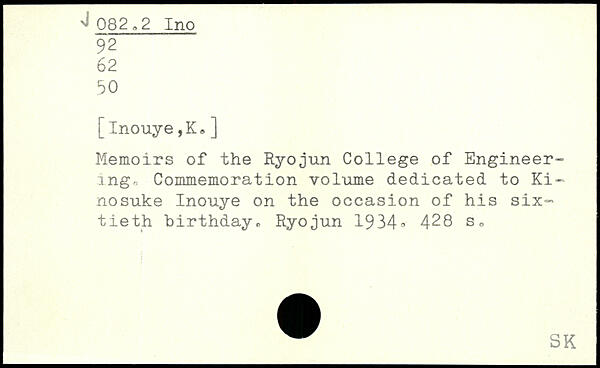 082.2 Ino
92
62
50
[Inouye,K.]
Memoirs of the Ryojun College of Engineer-
ing. Commemoration volume dedicated to Ki-
nosuke Inouye on the occasion of his six-
tieth birthday. Ryojun 1934. 428 s.
SK